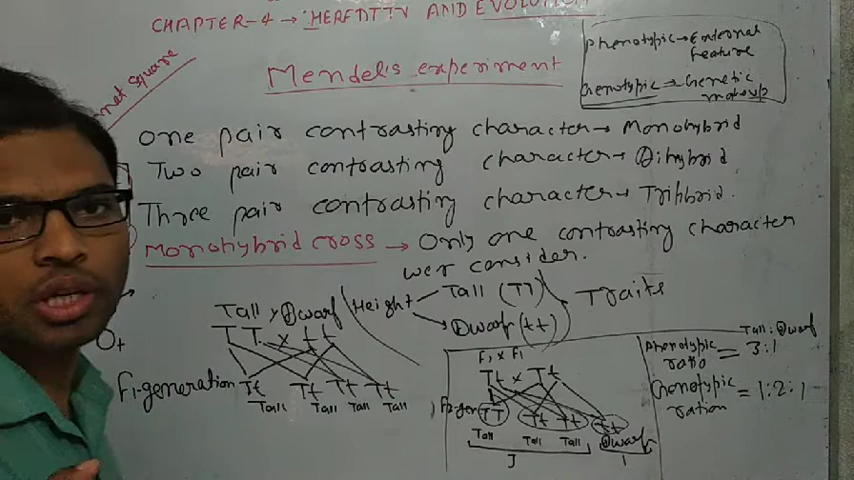 CHAPTER-4 → HEREDITY AND EVOLUTION
Phenotypic → External
feature
Genotypic → Genetic
makeup
Square
Mendel's experiment
One pair contrasting character → Monohybrid
Two pair contrasting character → Dihybrid
Three pair contrasting character → Trihbrid.
Monohybrid cross → Only one contrasting character
wer consider.
Height
Tall (TT)
Dwarf (tt)
Traits
Tall × Dwarf
TT × tt
F1-generation Tt Tt Tt Tt
Tall Tall Tall Tall
F1 × F1
Tt × Tt
F2-gen TT Tt Tt tt
Tall Tall Tall Dwarf
3 1
Tall : Dwarf
Phenotypic
ratio = 3:1
Genotypic
ration = 1:2:1